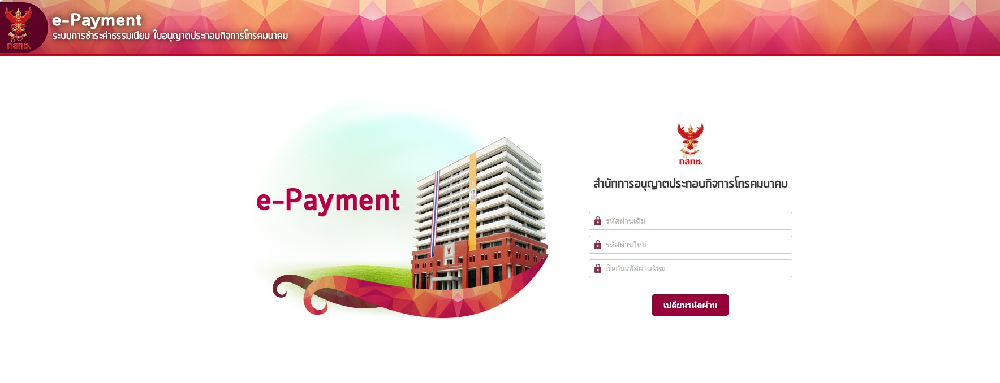 e-Payment
ระบบการชำระค่าธรรมเนียม ใบอนุญาตประกอบกิจการโทรคมนาคม
กสทช.
e-Payment
กสทช.
สำนักการอนุญาตประกอบกิจการโทรคมนาคม
รหัสผ่านเดิม
รหัสผ่านใหม่
ยืนยันรหัสผ่านใหม่
เปลี่ยนรหัสผ่าน